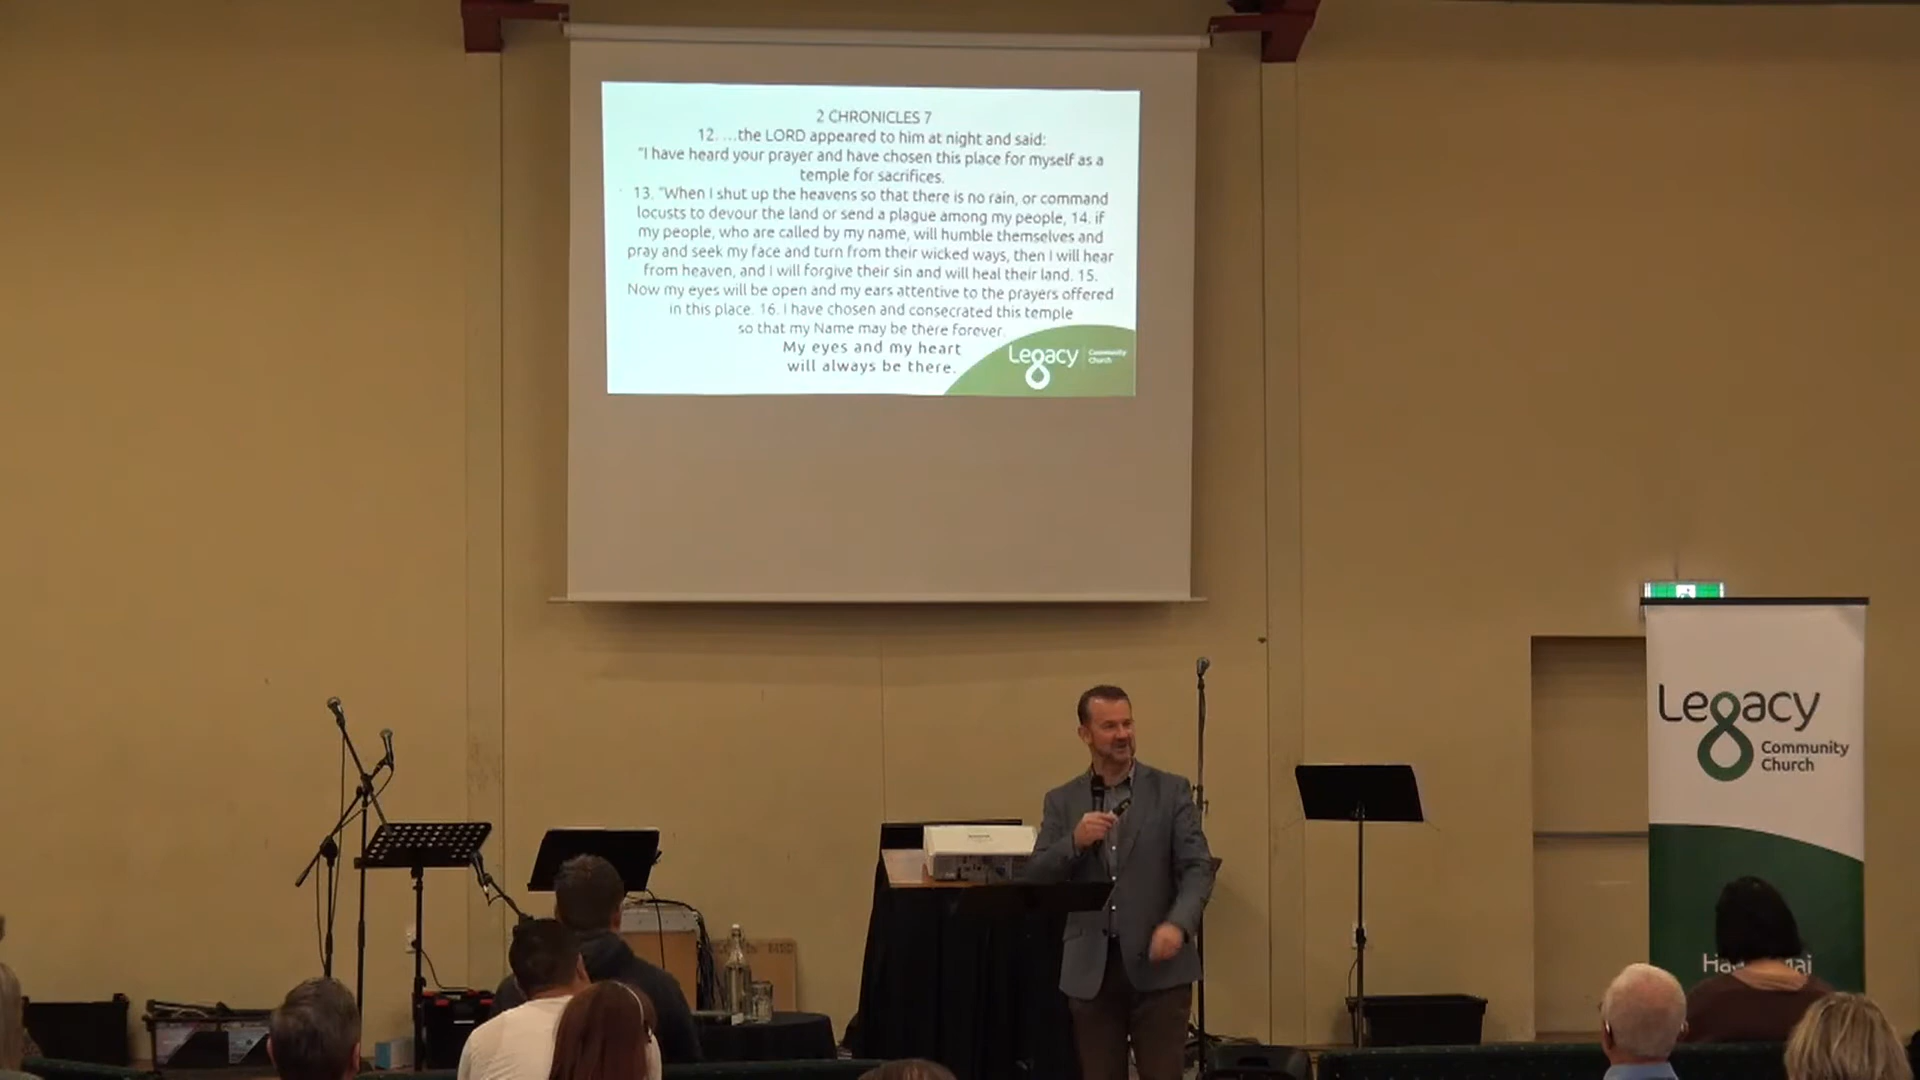 2 CHRONICLES 7
12. ...the LORD appeared to him at night and said:
"I have heard your prayer and have chosen this place for myself as a
temple for sacrifices.
13. "When I shut up the heavens so that there is no rain, or command
locusts to devour the land or send a plague among my people, 14. if
my people, who are called by my name, will humble themselves and
pray and seek my face and turn from their wicked ways, then I will hear
from heaven, and I will forgive their sin and will heal their land. 15.
Now my eyes will be open and my ears attentive to the prayers offered
in this place. 16. I have chosen and consecrated this temple
so that my Name may be there forever.
My eyes and my heart
will always be there.
Legacy
Community
Church
Legacy
Community
Church